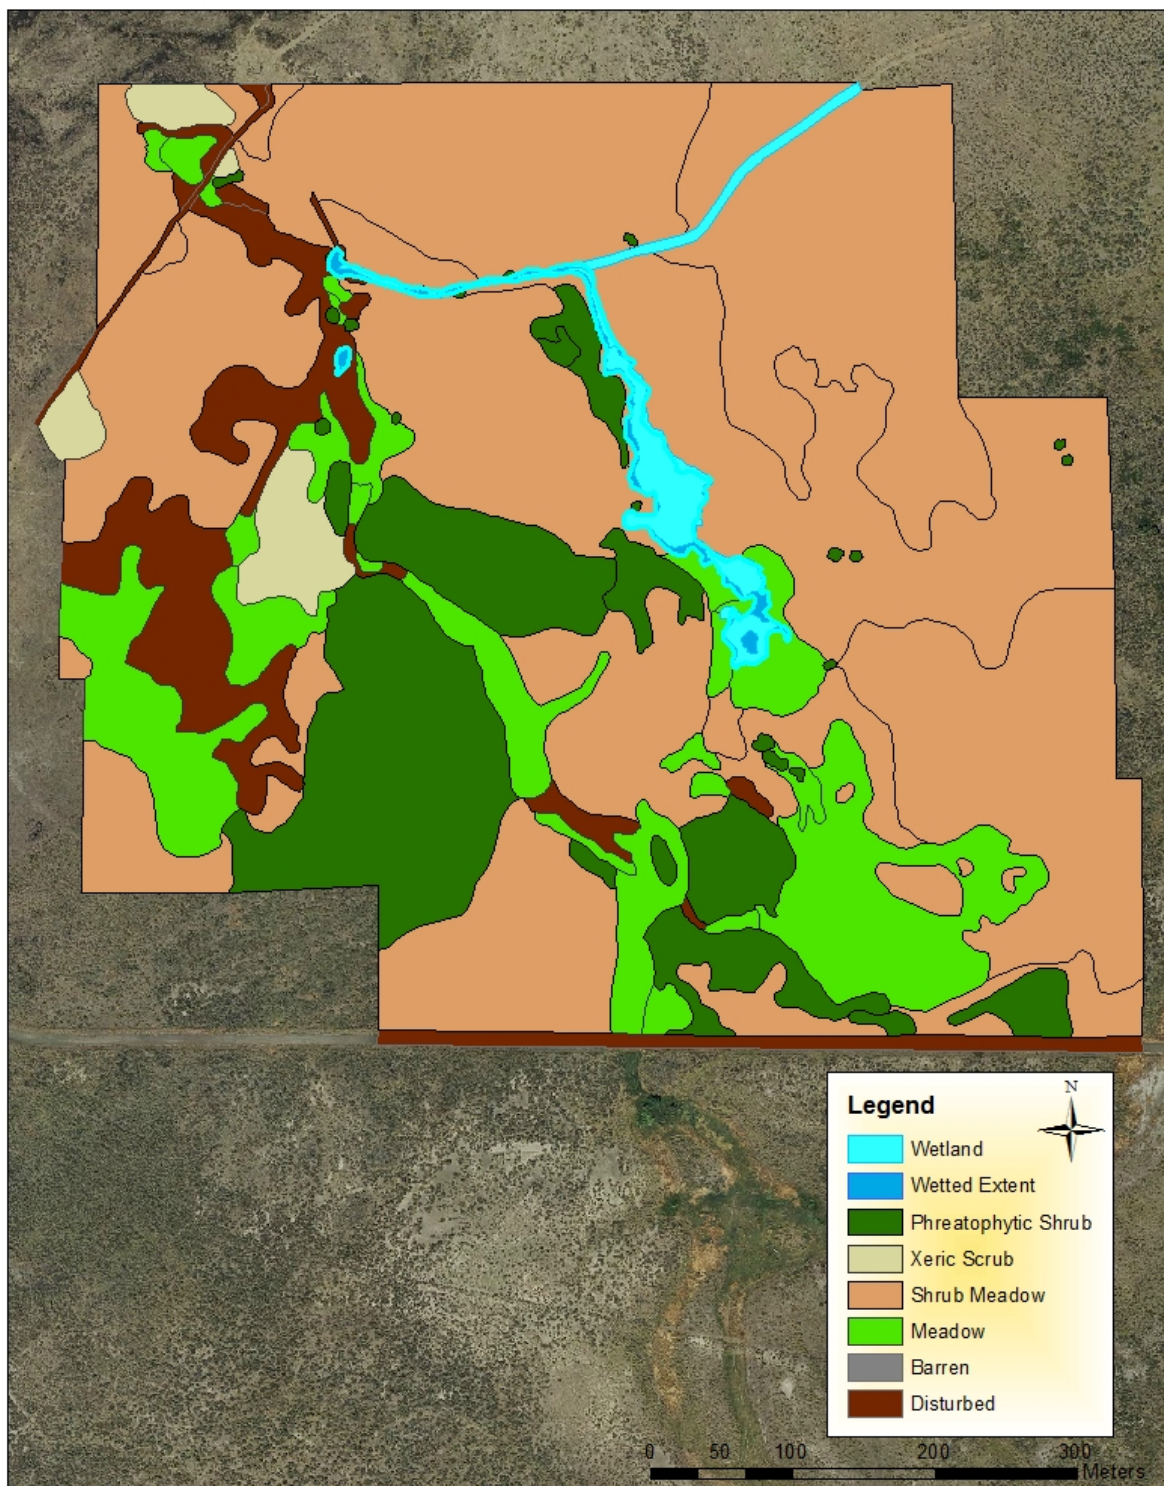 Legend
N
Wetland
Wetted Extent
Phreatophytic Shrub
Xeric Scrub
Shrub Meadow
Meadow
Barren
Disturbed
0 50 100 200 300
Meters